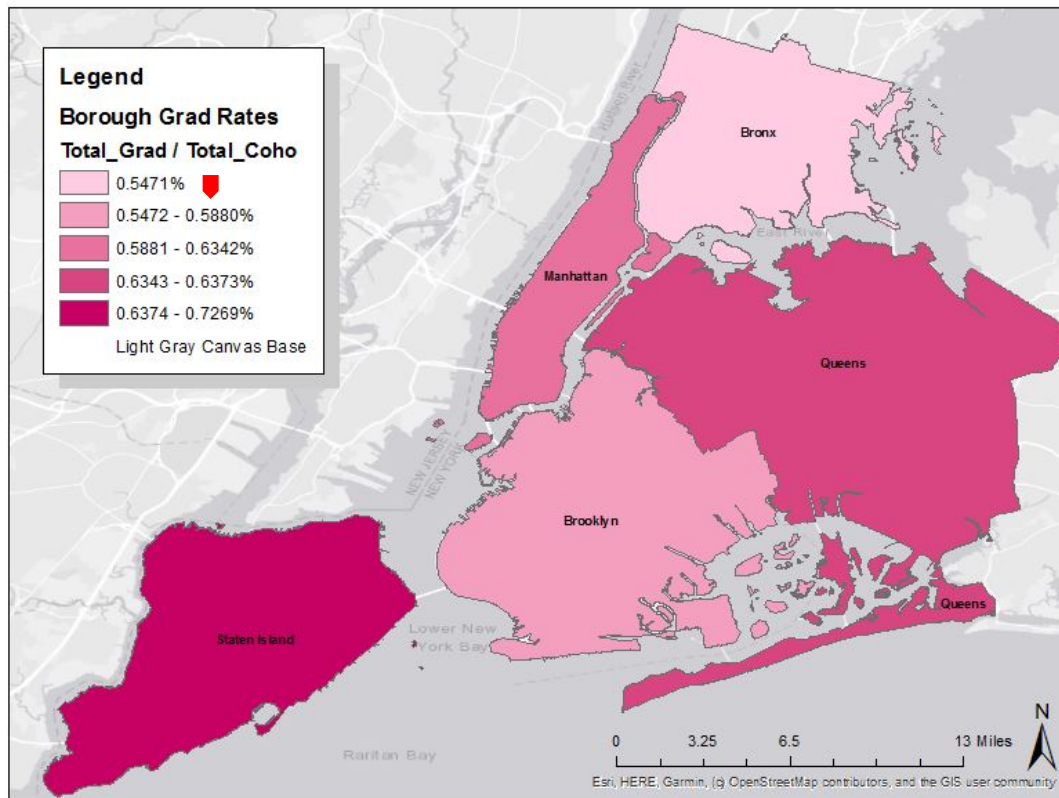 Legend
Borough Grad Rates
Total_Grad / Total_Coho
0.5471%
0.5472 - 0.5880%
0.5881 - 0.6342%
0.6343 - 0.6373%
0.6374 - 0.7269%
Light Gray Canvas Base
Hudson River
Bronx
East River
Manhattan
Queens
NEW JERSEY
NEW YORK
Brooklyn
Queens
Staten Island
Lower New
York Bay
Raritan Bay
N
0 3.25 6.5 13 Miles
Esri, HERE, Garmin, (c) OpenStreetMap contributors, and the GIS user community